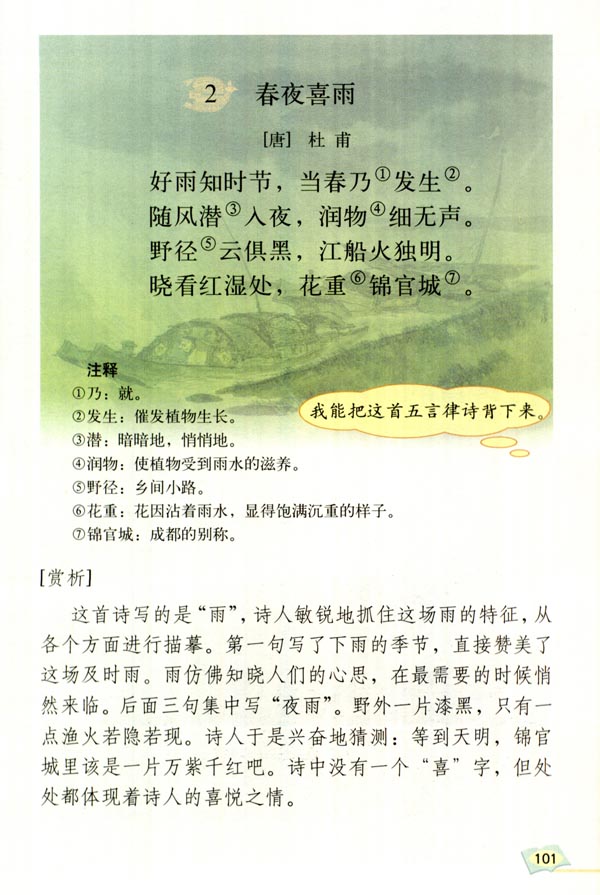 2 春夜喜雨
[唐] 杜甫
好雨知时节，当春乃①发生②。
随风潜③入夜，润物④细无声。
野径⑤云俱黑，江船火独明。
晓看红湿处，花重⑥锦官城⑦。
注释
①乃：就。
②发生：催发植物生长。
③潜：暗暗地，悄悄地。
④润物：使植物受到雨水的滋养。
⑤野径：乡间小路。
⑥花重：花因沾着雨水，显得饱满沉重的样子。
⑦锦官城：成都的别称。
我能把这首五言律诗背下来。
[赏析]
这首诗写的是“雨”，诗人敏锐地抓住这场雨的特征，从
各个方面进行描摹。第一句写了下雨的季节，直接赞美了
这场及时雨。雨仿佛知晓人们的心思，在最需要的时候悄
然来临。后面三句集中写“夜雨”。野外一片漆黑，只有一
点渔火若隐若现。诗人于是兴奋地猜测：等到天明，锦官
城里该是一片万紫千红吧。诗中没有一个“喜”字，但处
处都体现着诗人的喜悦之情。
101